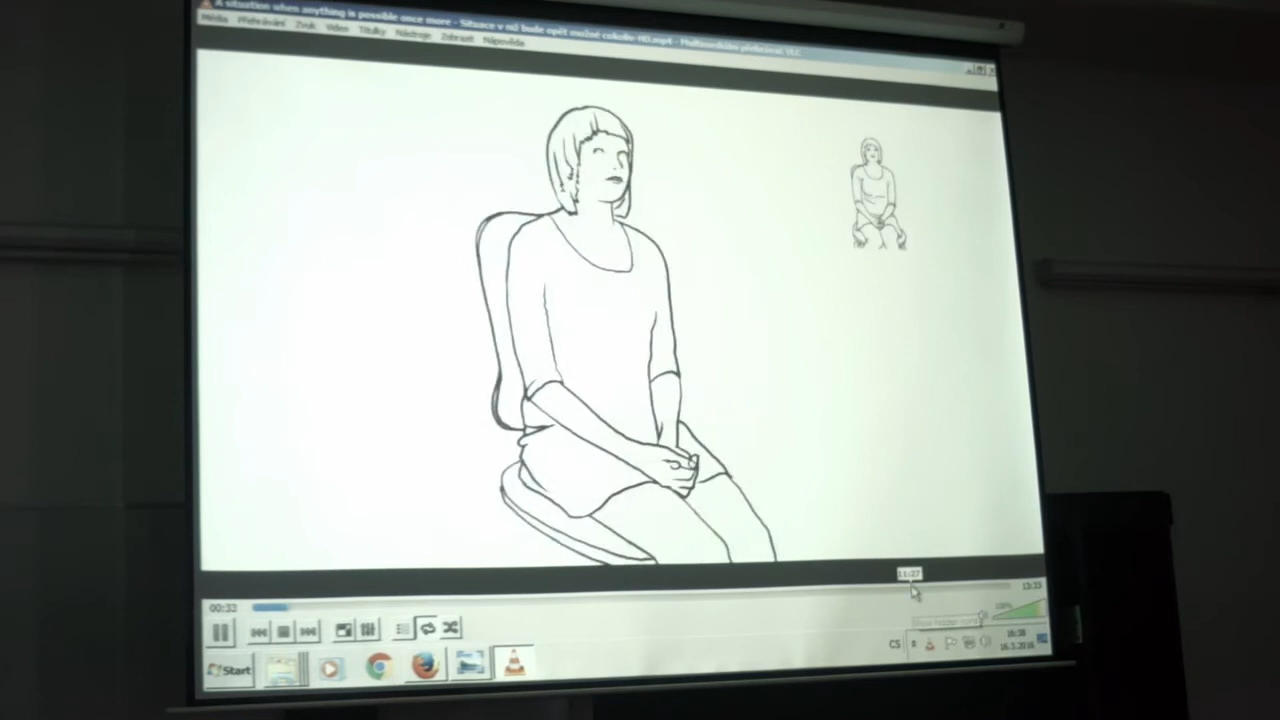 A situation when anything is possible once more - Situace v níž bude opět možné cokoliv-HD.mp4 - Multimediální přehrávač VLC
Média Přehrávání Zvuk Video Titulky Nástroje Zobrazit Nápověda
11:27
00:33 13:33
100%
CS 16:38
Start 16.3.2016